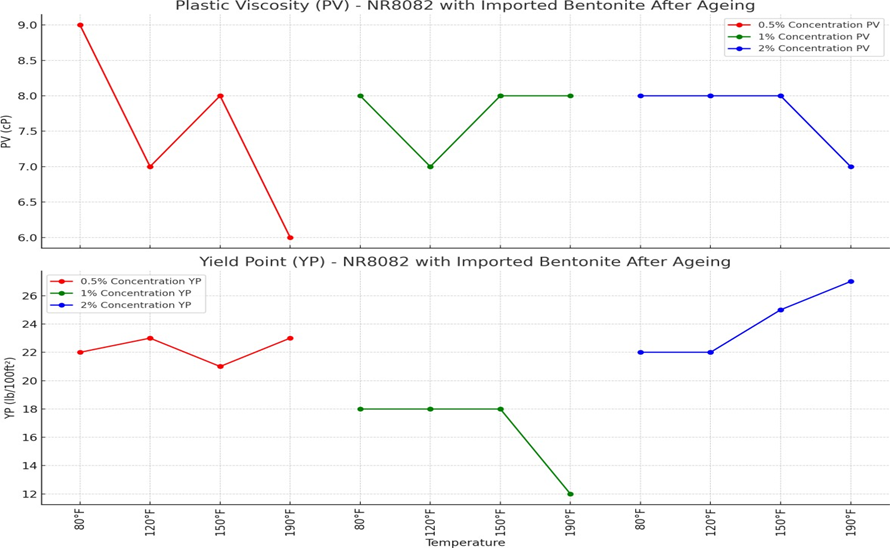 Plastic Viscosity (PV) - NR8082 with Imported Bentonite After Ageing
9.0
8.5
8.0
7.5
7.0
6.5
6.0
PV (cP)
0.5% Concentration PV
1% Concentration PV
2% Concentration PV
Yield Point (YP) - NR8082 with Imported Bentonite After Ageing
0.5% Concentration YP
1% Concentration YP
2% Concentration YP
26
24
22
20
18
16
14
12
YP (lb/100ft²)
80°F 120°F 150°F 190°F 80°F 120°F 150°F 190°F 80°F 120°F 150°F 190°F
Temperature